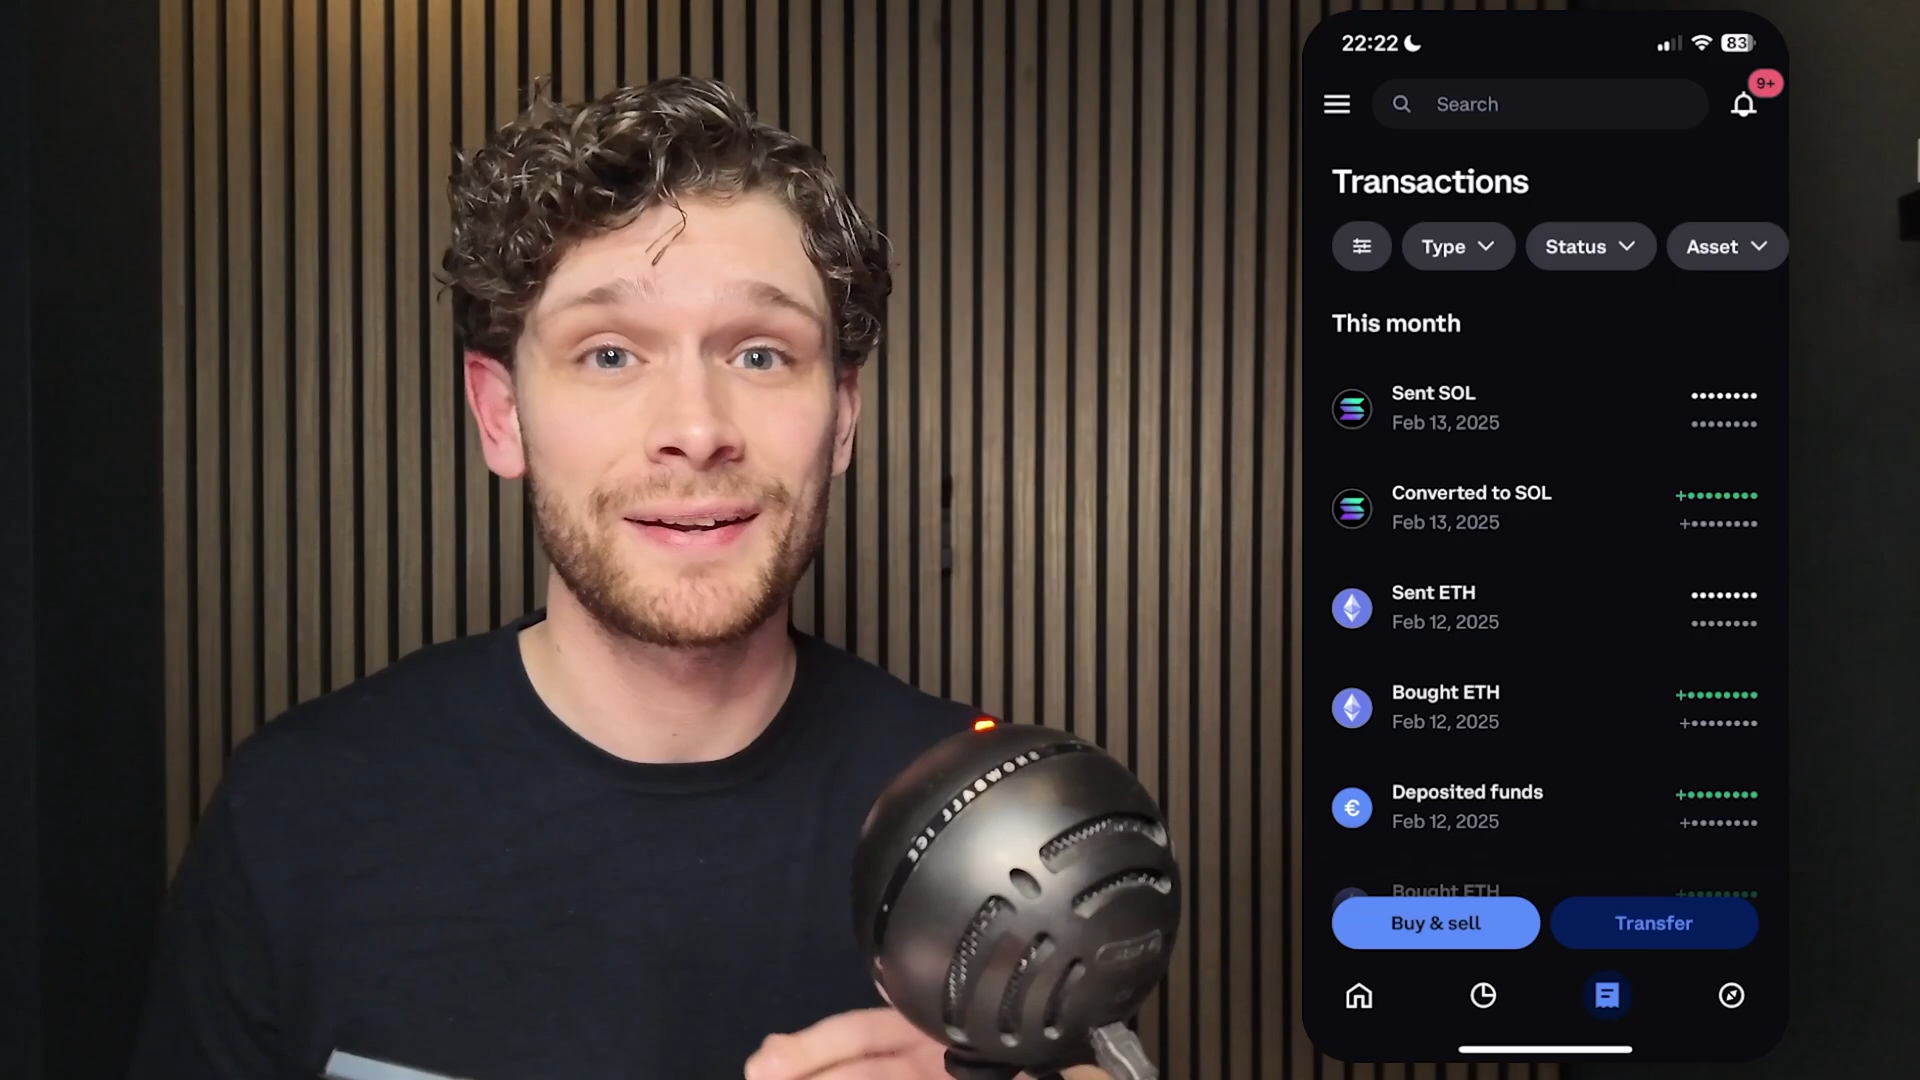 22:22
83
9+
Search
Transactions
Type
Status
Asset
This month
Sent SOL
Feb 13, 2025
Converted to SOL
Feb 13, 2025
+
+
Sent ETH
Feb 12, 2025
Bought ETH
Feb 12, 2025
+
+
Deposited funds
Feb 12, 2025
+
+
€
Bought ETH
+
Buy & sell
Transfer
SNOWBALL ICE